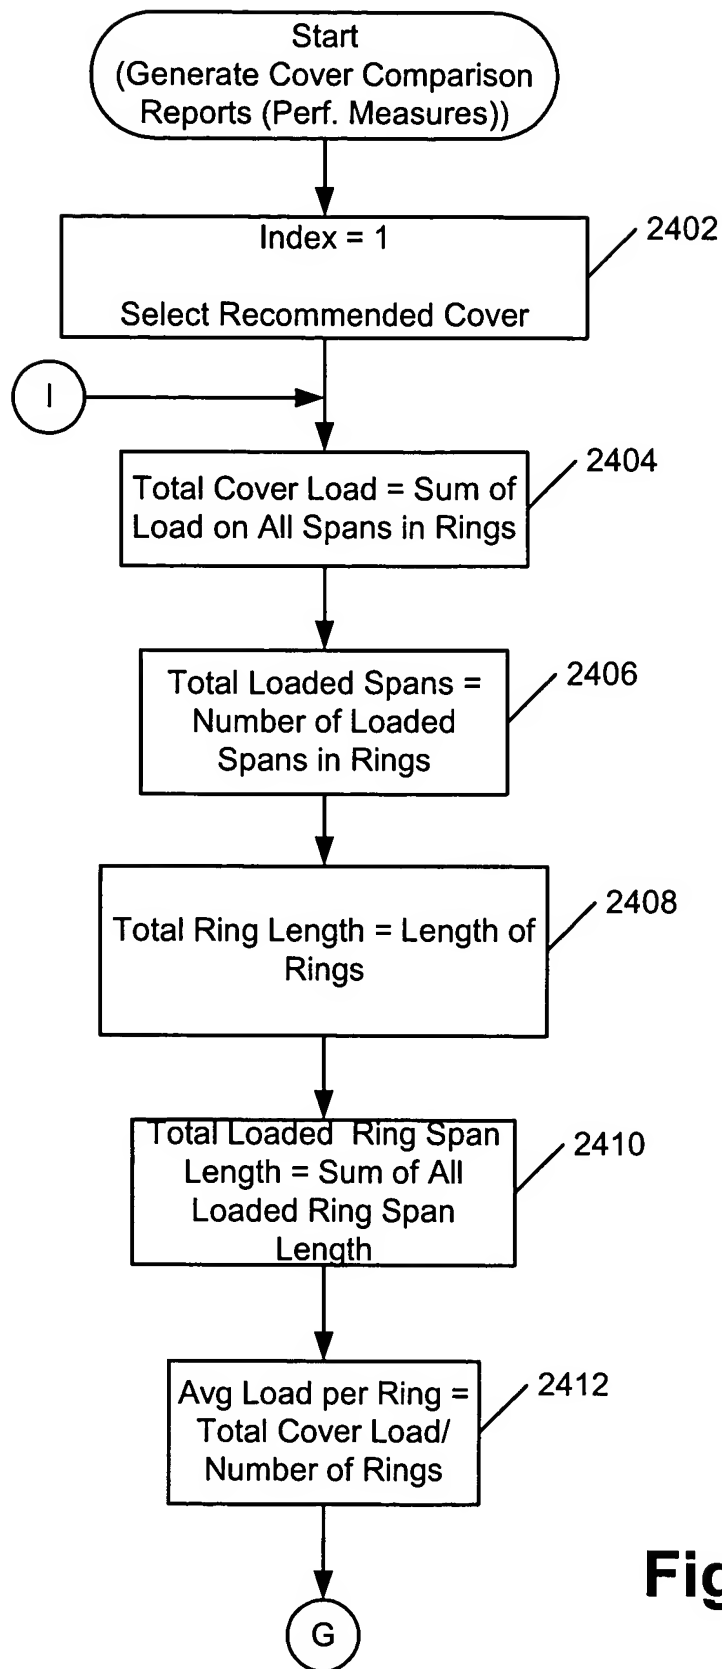 Start
(Generate Cover Comparison
Reports (Perf. Measures))
Index = 1
2402
Select Recommended Cover
I
2404
Total Cover Load = Sum of
Load on All Spans in Rings
2406
Total Loaded Spans =
Number of Loaded
Spans in Rings
2408
Total Ring Length = Length of
Rings
2410
Total Loaded Ring Span
Length = Sum of All
Loaded Ring Span
Length
2412
Avg Load per Ring =
Total Cover Load/
Number of Rings
G
Fig